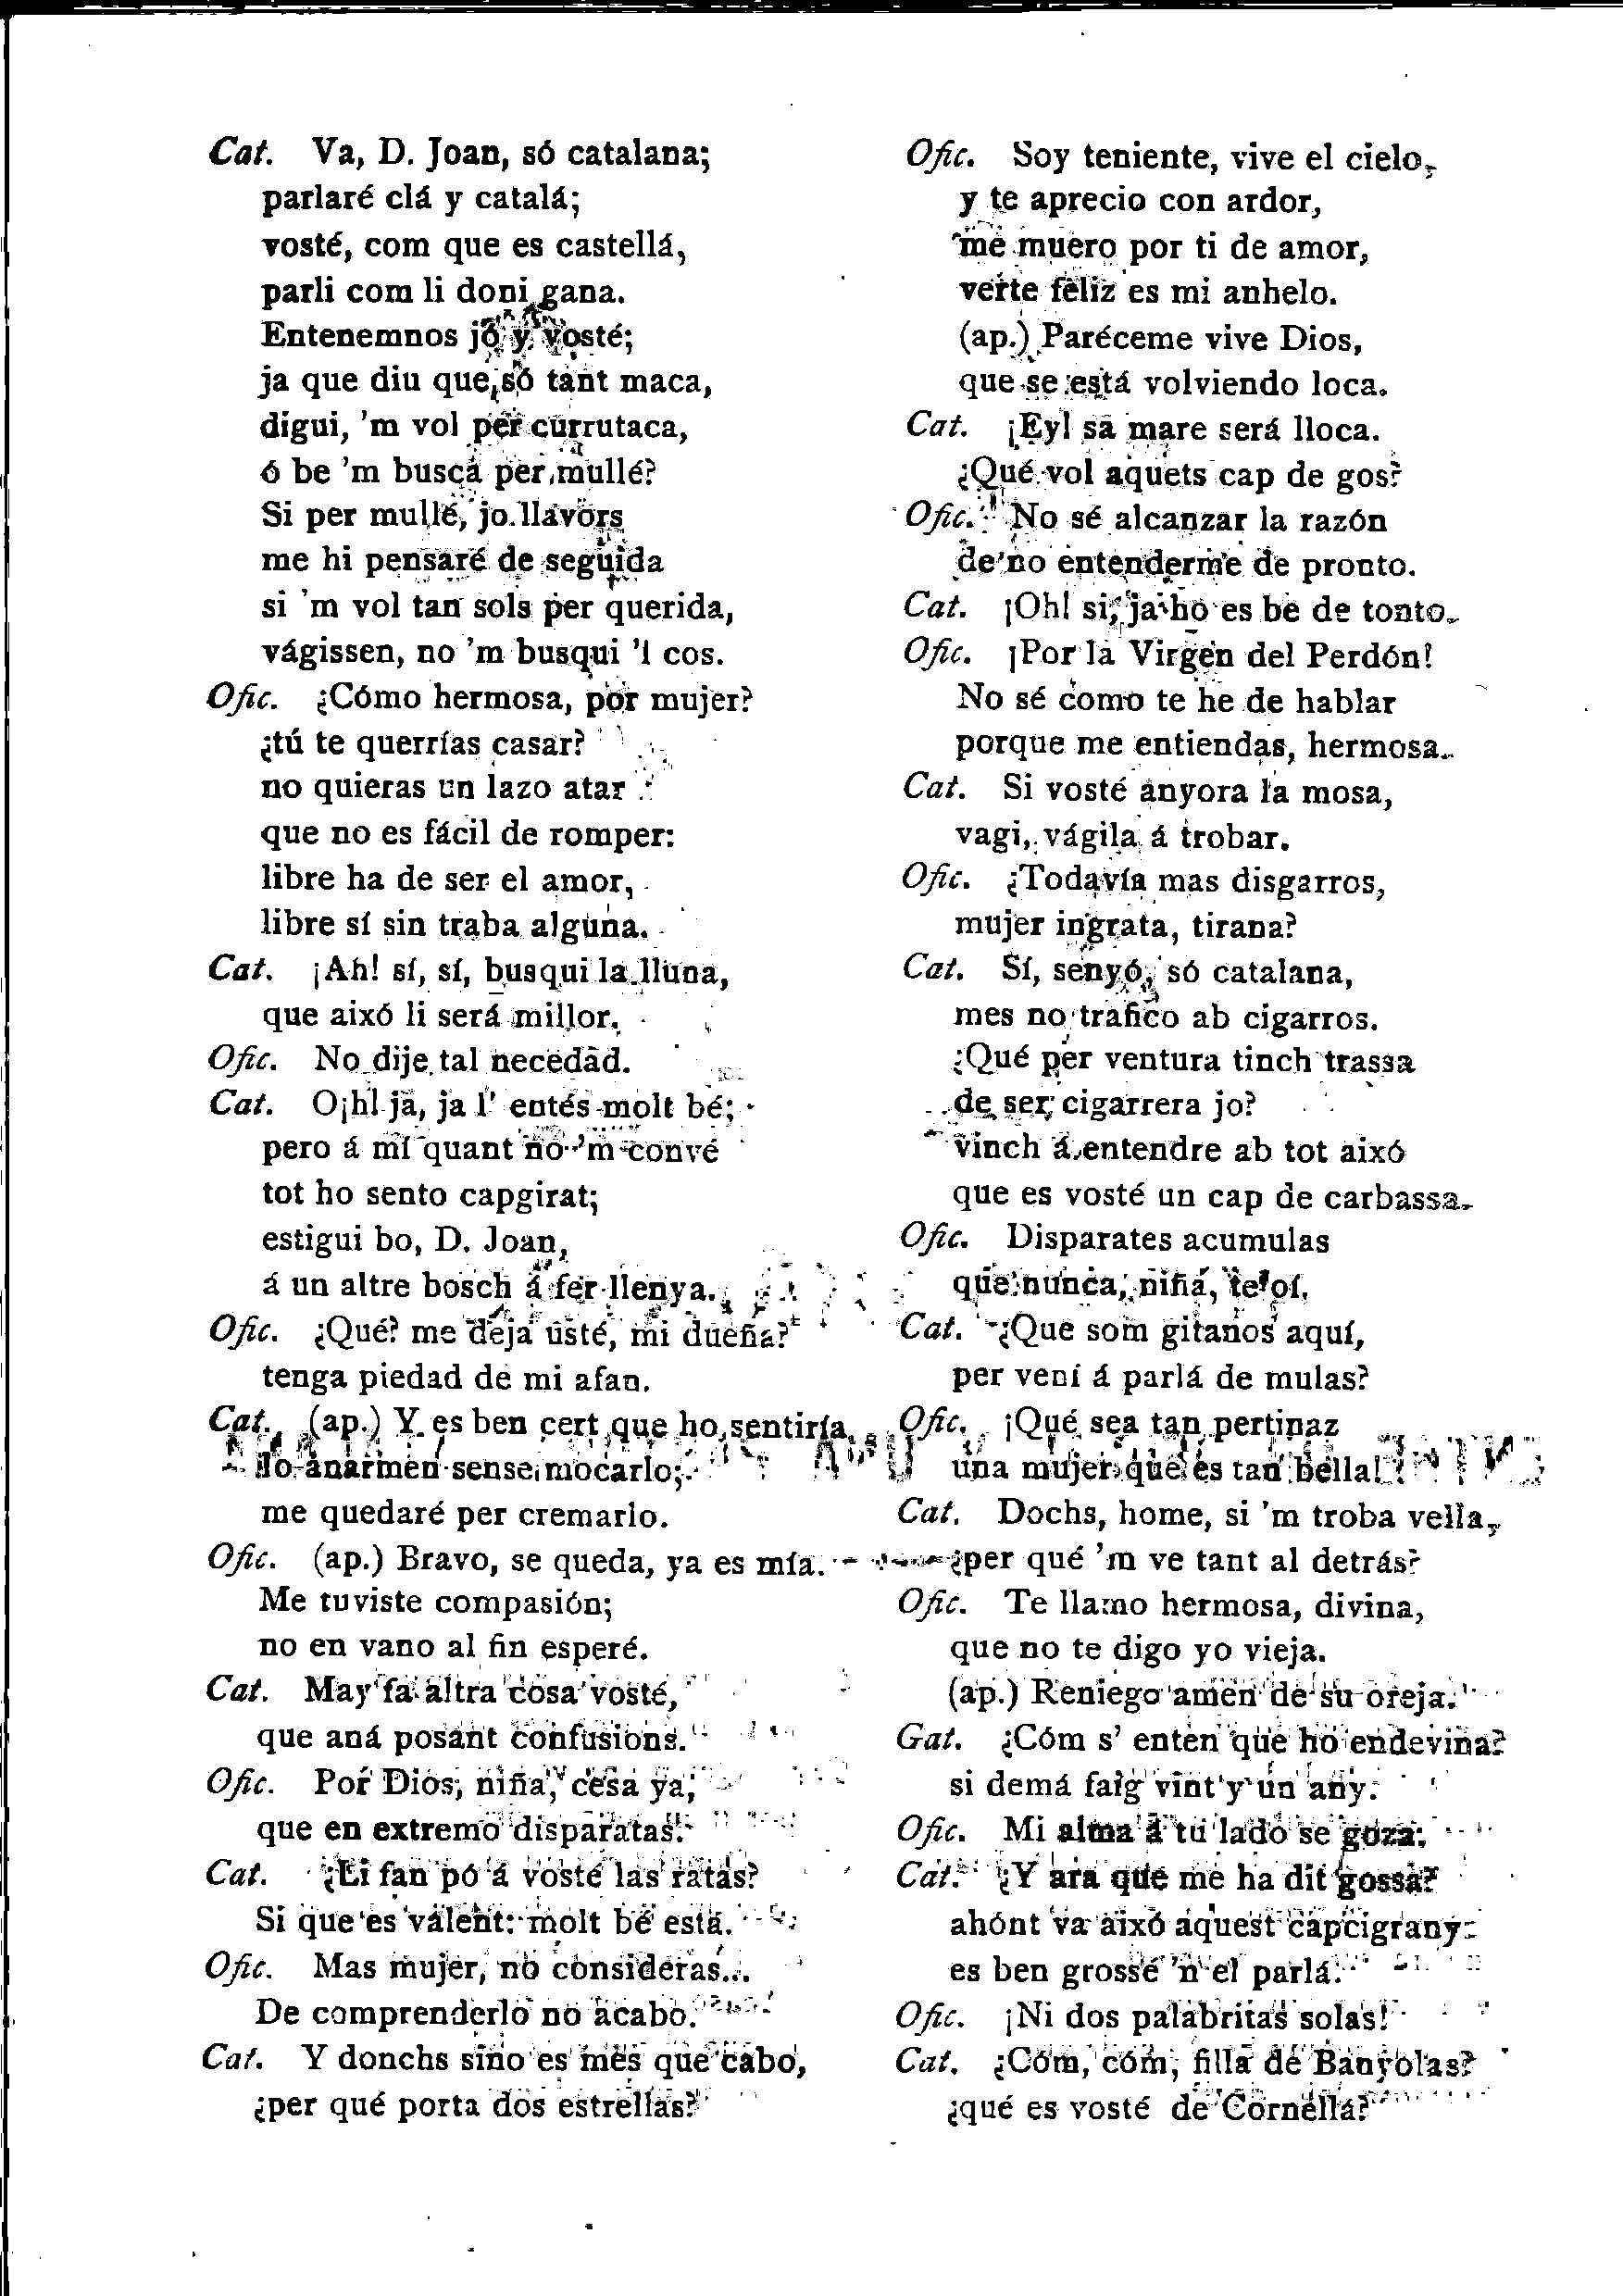 Cat. Va, D. Joan, só catalana;
parlaré clá y catalá;
vosté, com que es castellá,
parli com li doni gana.
Entenemnos jó y vosté;
ja que diu que só tant maca,
digui, 'm vol per currutaca,
ó be 'm busca per mullé?
Si per mullé, jo llavors
me hi pensaré de seguida
si 'm vol tan sols per querida,
vágissen, no 'm busqui 'l cos.
Ofic. ¿Cómo hermosa, por mujer?
¿tú te querrías casar?
no quieras un lazo atar
que no es fácil de romper:
libre ha de ser el amor,
libre sí sin traba alguna.
Cat. ¡Ah! sí, sí, busqui la lluna,
que aixó li será millor.
Ofic. No dije tal necedad.
Cat. O¡h! ja, ja l' entés molt bé;
pero á mí quant no 'm convé
tot ho sento capgirat;
estigui bo, D. Joan,
á un altre bosch á fer llenya.
Ofic. ¿Qué? me deja usté, mi dueña?
tenga piedad de mi afan.
Cat. (ap.) Y es ben cert que ho sentiría
no anarmen sense mocarlo;
me quedaré per cremarlo.
Ofic. (ap.) Bravo, se queda, ya es mía.
Me tuviste compasión;
no en vano al fin esperé.
Cat. May fa altra cosa vosté,
que aná posant confusions.
Ofic. Por Dios, niña, cesa ya,
que en extremo disparatas.
Cat. ¿Li fan pó á vosté las ratas?
Si que es valent: molt bé está.
Ofic. Mas mujer, no consideras...
De comprenderlo no acabo.
Cat. Y donchs sino es més que cabo,
¿per qué porta dos estrellas?
Ofic. Soy teniente, vive el cielo,
y te aprecio con ardor,
me muero por ti de amor,
verte feliz es mi anhelo.
(ap.) Paréceme vive Dios,
que se está volviendo loca.
Cat. ¡Ey! sa mare será lloca.
¿Qué vol aquets cap de gos?
Ofic. No sé alcanzar la razón
de no entenderme de pronto.
Cat. ¡Oh! si, ja ho es be de tonto.
Ofic. ¡Por la Virgen del Perdón!
No sé como te he de hablar
porque me entiendas, hermosa.
Cat. Si vosté anyora la mosa,
vagi, vágila á trobar.
Ofic. ¿Todavía mas disgarros,
mujer ingrata, tirana?
Cat. Sí, senyó, só catalana,
mes no trafico ab cigarros.
¿Qué per ventura tinch trassa
de ser cigarrera jo?
vinch á entendre ab tot aixó
que es vosté un cap de carbassa.
Ofic. Disparates acumulas
que nunca, niña, te oí.
Cat. ¿Que som gitanos aquí,
per vení á parlá de mulas?
Ofic. ¡Qué sea tan pertinaz
una mujer que es tan bella!
Cat. Dochs, home, si 'm troba vella,
¿per qué 'm ve tant al detrás?
Ofic. Te llamo hermosa, divina,
que no te digo yo vieja.
(ap.) Reniego amen de su oreja.
Gat. ¿Cóm s' enten que ho endevina?
si demá faig vint y un any.
Ofic. Mi alma á tu lado se goza.
Cat. ¿Y ara que me ha dit gossa?
ahónt va aixó aquest capcigrany:
es ben grossé 'n el parlá.
Ofic. ¡Ni dos palabritas solas!
Cat. ¿Cóm, cóm, filla de Banyolas?
¿qué es vosté de Cornellá?